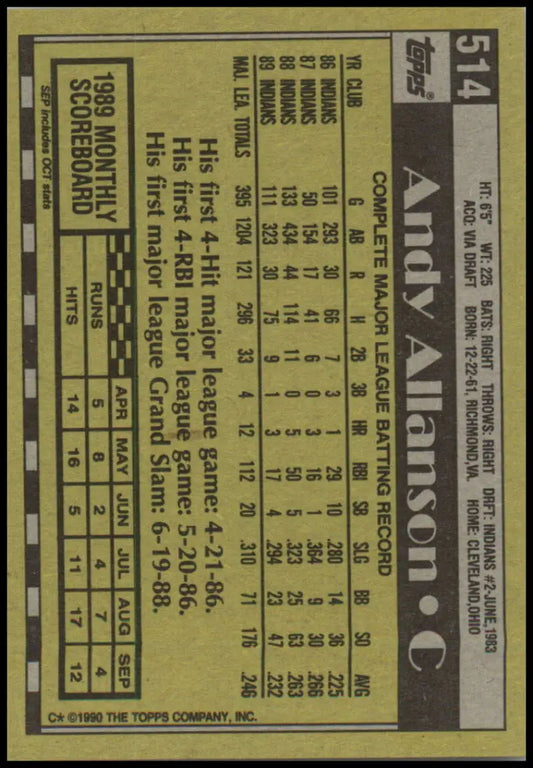 514
topps®
HT: 6'5" WT: 225 BATS: RIGHT THROWS: RIGHT DRFT: INDIANS #2-JUNE, 1983
ACQ: VIA DRAFT BORN: 12-22-61, RICHMOND, VA. HOME: CLEVELAND, OHIO
Andy Allanson • C
COMPLETE MAJOR LEAGUE BATTING RECORD
YR CLUB G AB R H 2B 3B HR RBI SB SLG BB SO AVG
86 INDIANS 101 293 30 66 7 3 1 29 10 .280 14 36 .225
87 INDIANS 50 154 17 41 6 0 3 16 1 .364 9 30 .266
88 INDIANS 133 434 44 114 11 0 5 50 5 .323 25 63 .263
89 INDIANS 111 323 30 75 9 1 3 17 4 .294 23 47 .232
MAJ. LEA. TOTALS 395 1204 121 296 33 4 12 112 20 .310 71 176 .246
His first 4-Hit major league game: 4-21-86.
His first 4-RBI major league game: 5-20-86.
His first major league Grand Slam: 6-19-88.
1989 MONTHLY
SCOREBOARD
APR MAY JUN JUL AUG SEP
RUNS 5 8 2 4 7 4
HITS 14 16 5 11 17 12
SEP includes OCT stats
C* ©1990 THE TOPPS COMPANY, INC.